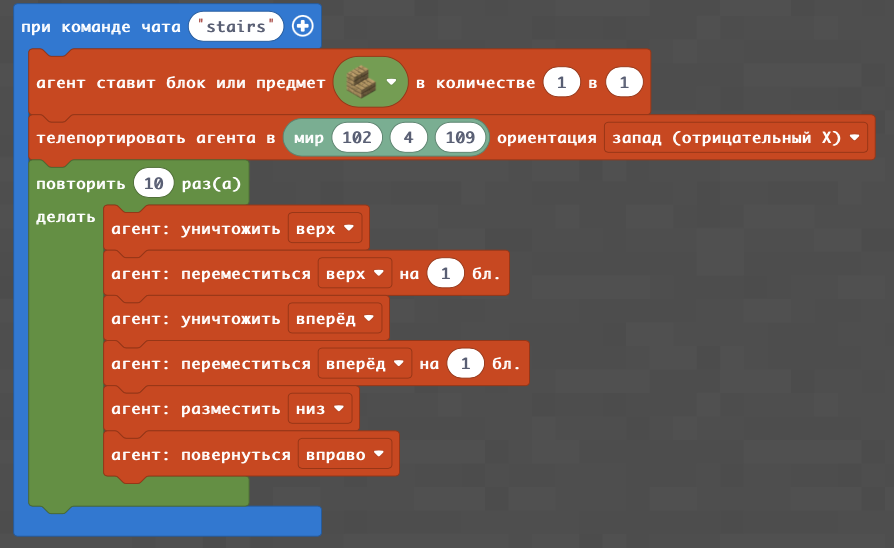 при команде чата "stairs"
агент ставит блок или предмет в количестве 1 в 1
телепортировать агента в мир 102 4 109 ориентация запад (отрицательный X)
повторить 10 раз(а)
делать
агент: уничтожить верх
агент: переместиться верх на 1 бл.
агент: уничтожить вперёд
агент: переместиться вперёд на 1 бл.
агент: разместить низ
агент: повернуться вправо